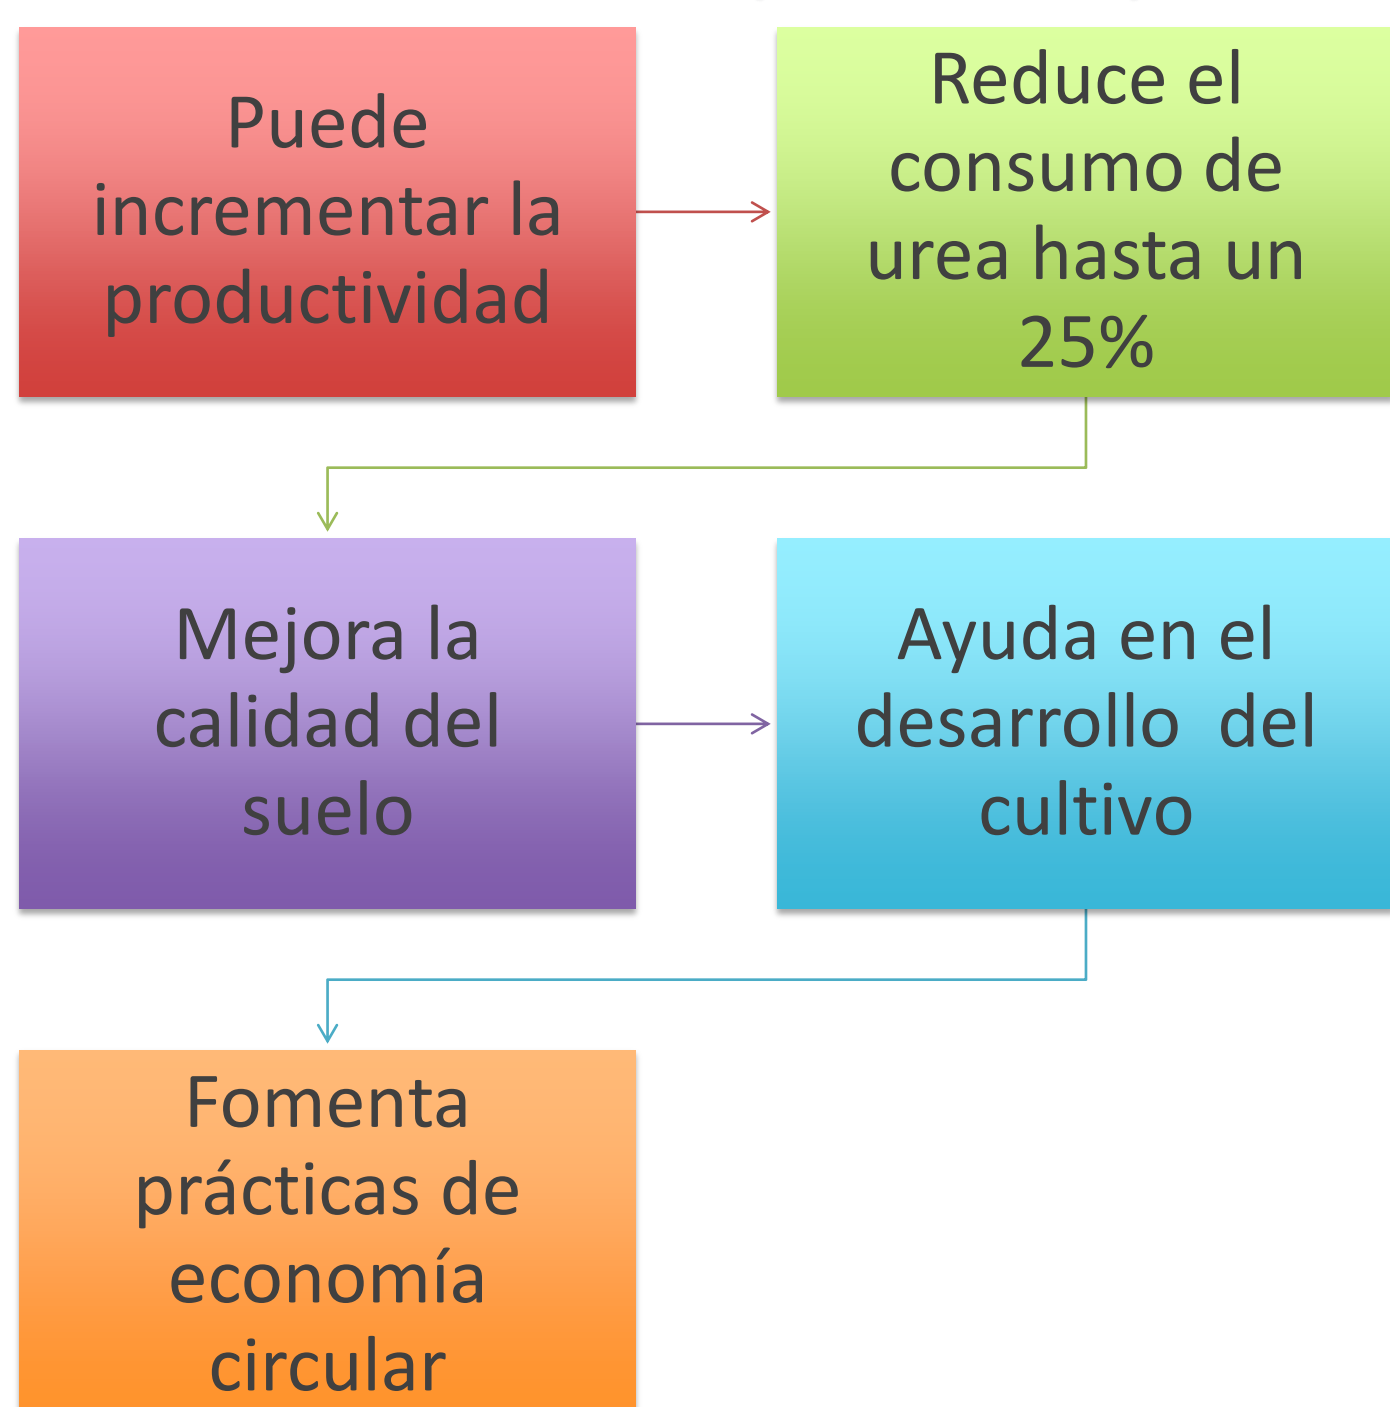 Puede
incrementar la
productividad
Reduce el
consumo de
urea hasta un
25%
Mejora la
calidad del
suelo
Ayuda en el
desarrollo  del
cultivo
Fomenta
prácticas de
economía
circular